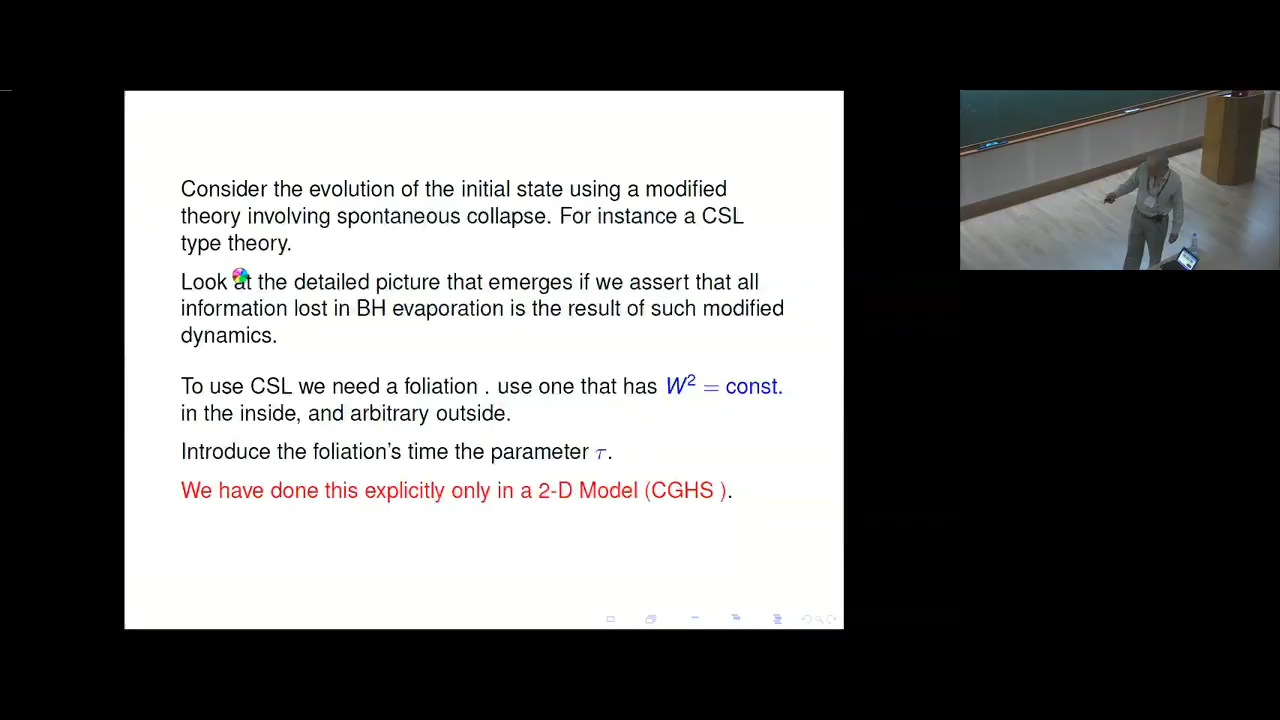 Consider the evolution of the initial state using a modified
theory involving spontaneous collapse. For instance a CSL
type theory.
Look at the detailed picture that emerges if we assert that all
information lost in BH evaporation is the result of such modified
dynamics.
To use CSL we need a foliation . use one that has W² = const.
in the inside, and arbitrary outside.
Introduce the foliation's time the parameter τ.
We have done this explicitly only in a 2-D Model (CGHS ).